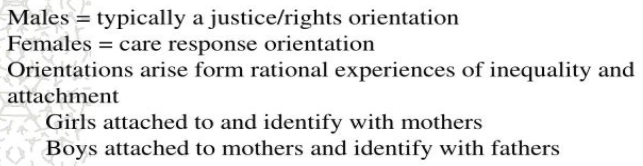 Males = typically a justice/rights orientation
Females = care response orientation
Orientations arise form rational experiences of inequality and
attachment
Girls attached to and identify with mothers
Boys attached to mothers and identify with fathers